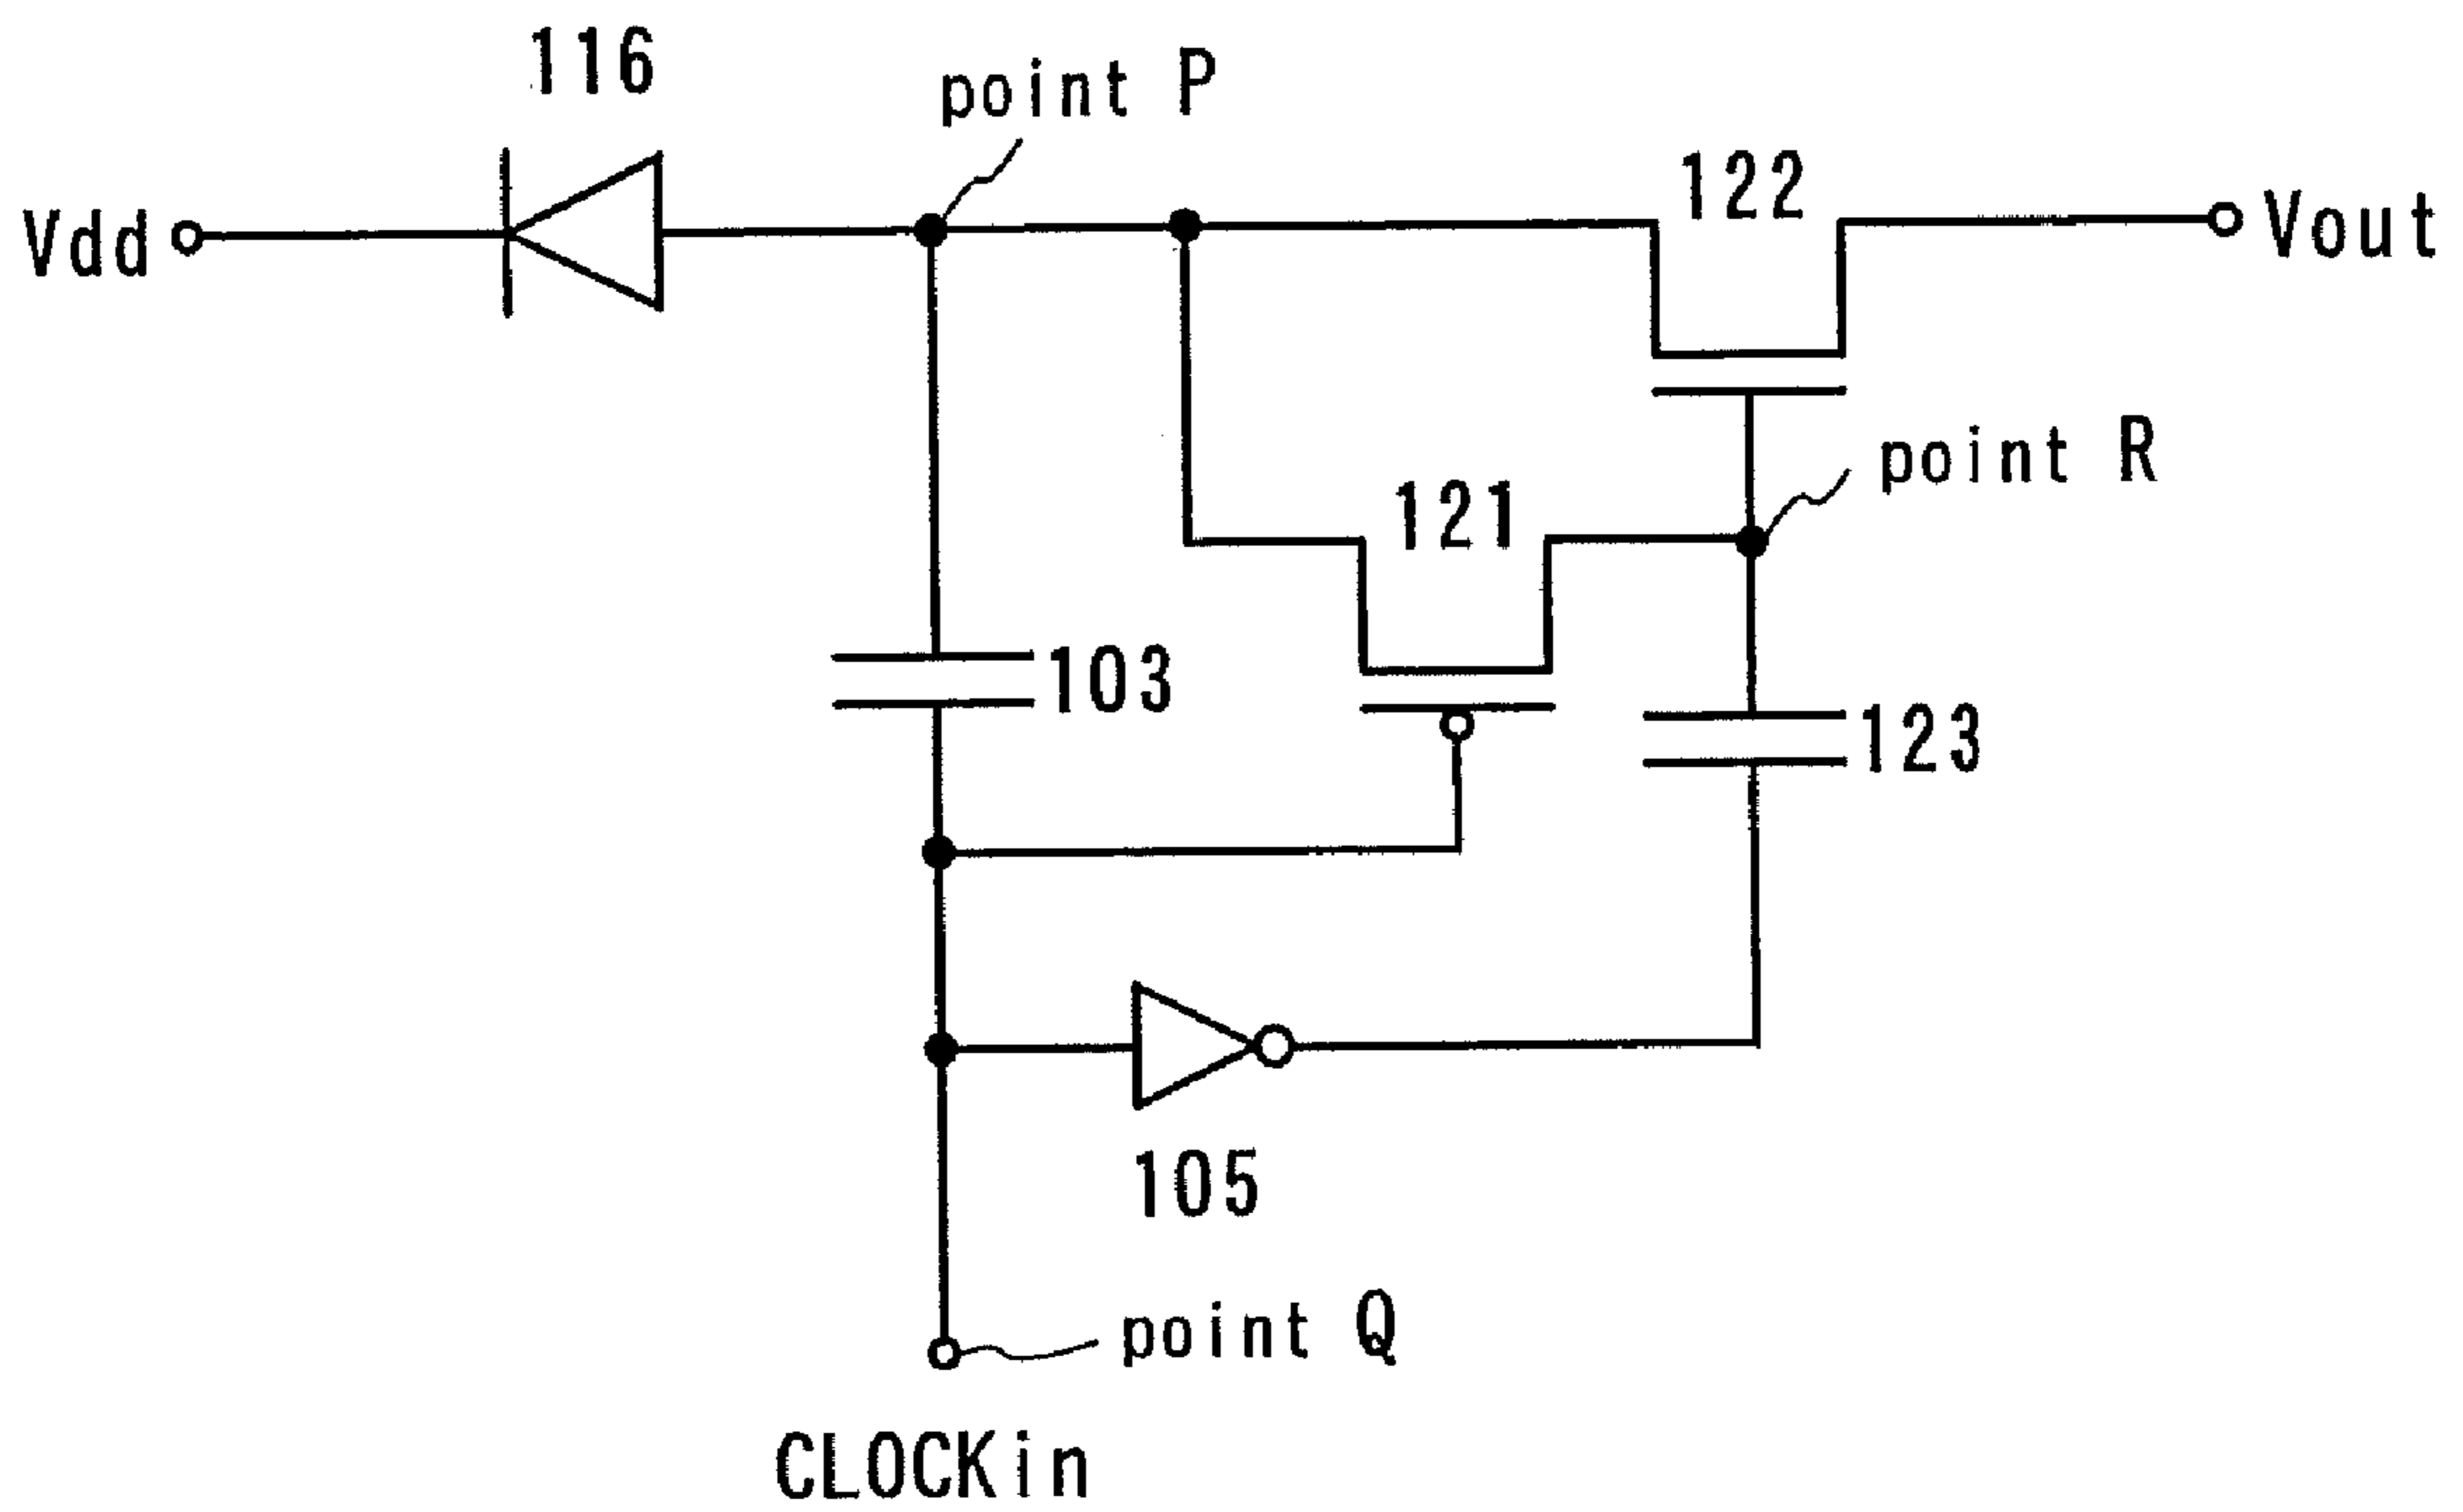 116
point P
122
Vdd
Vout
point R
121
103
123
105
point Q
CLOCKin